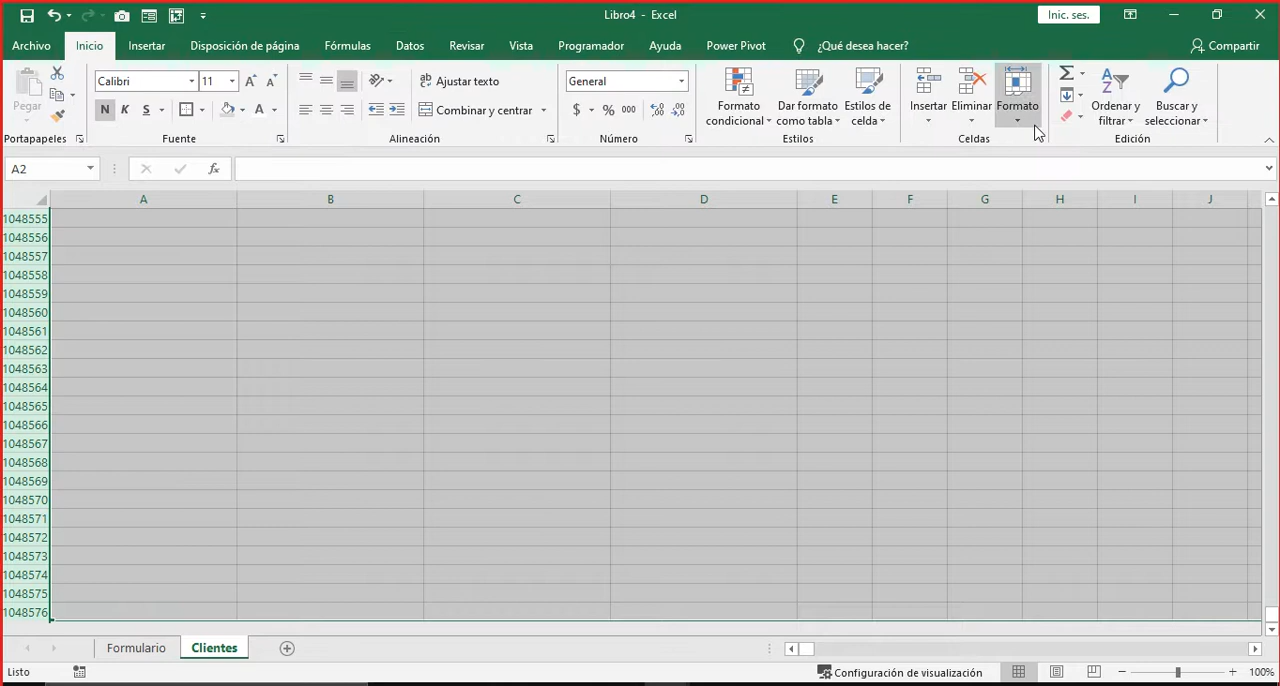 Libro4 - Excel
Inic. ses.
Archivo Inicio Insertar Disposición de página Fórmulas Datos Revisar Vista Programador Ayuda Power Pivot ¿Qué desea hacer? Compartir
Pegar
Portapapeles
Calibri 11
N K S
A
Fuente
Ajustar texto
Combinar y centrar
Alineación
General
$ % 000
Número
Formato condicional
Dar formato como tabla
Estilos de celda
Estilos
Insertar
Eliminar
Formato
Celdas
Ordenar y filtrar
Buscar y seleccionar
Edición
A2
fx
A B C D E F G H I J
1048555
1048556
1048557
1048558
1048559
1048560
1048561
1048562
1048563
1048564
1048565
1048566
1048567
1048568
1048569
1048570
1048571
1048572
1048573
1048574
1048575
1048576
Formulario Clientes
Listo
Configuración de visualización
100%